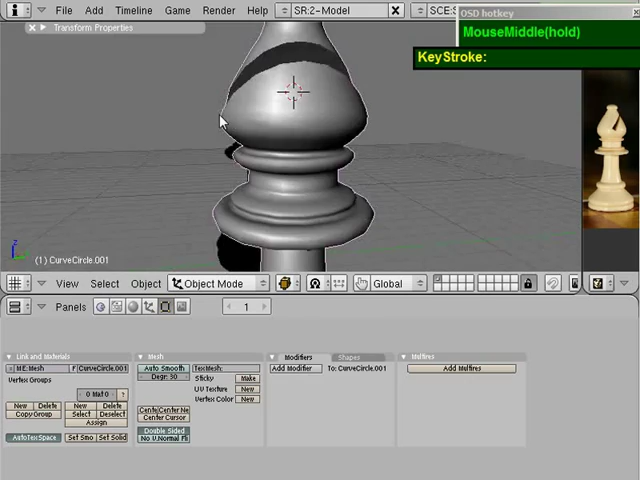 OSD hotkey
File Add Timeline Game Render Help SR:2-Model SCE:S
MouseMiddle(hold)
Transform Properties
KeyStroke:
(1) CurveCircle.001
View Select Object Object Mode Global
Panels 1
Link and Materials Mesh Modifiers Shapes Multires
ME:Mesh F CurveCircle.001 Auto Smooth TexMesh: Add Modifier To: CurveCircle.001 Add Multires
Vertex Groups Degr: 30 Sticky Make
UV Texture New
0 Mat 0 ? Vertex Color New
New Delete New Delete
Copy Group Select Deselect
Center Cursor
Assign
Double Sided
AutoTexSpace Set Smo Set Solid No V.Normal Fli